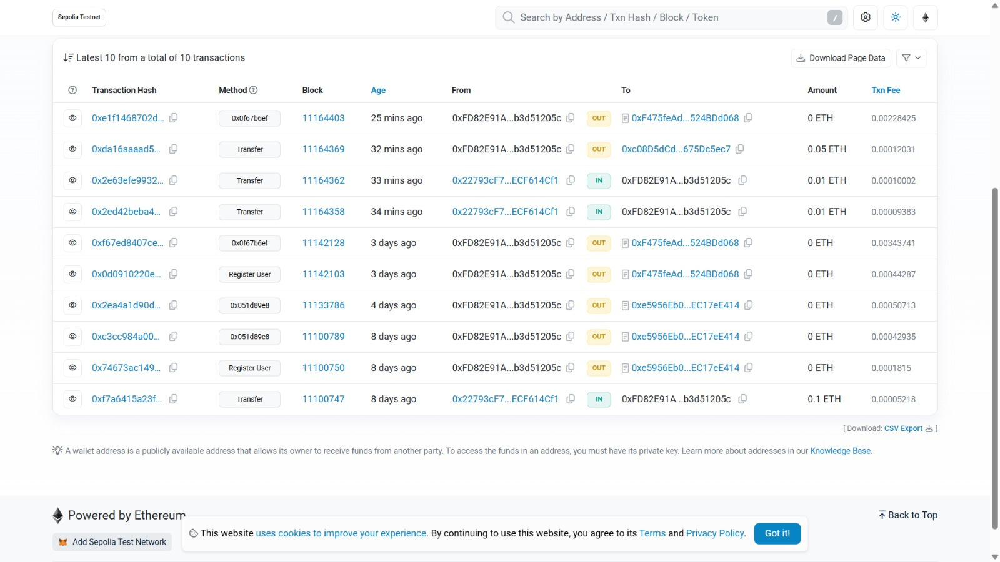 Sepolia Testnet
Search by Address / Txn Hash / Block / Token /
Latest 10 from a total of 10 transactions Download Page Data
Transaction Hash Method Block Age From To Amount Txn Fee
0xe1f1468702d... 0x0f67b6ef 11164403 25 mins ago 0xFD82E91A...b3d51205c OUT 0xF475feAd...524BDd068 0 ETH 0.00228425
0xda16aaaad5... Transfer 11164369 32 mins ago 0xFD82E91A...b3d51205c OUT 0xc08D5dCd...675Dc5ec7 0.05 ETH 0.00012031
0x2e63efe9932... Transfer 11164362 33 mins ago 0x22793cF7...ECF614Cf1 IN 0xFD82E91A...b3d51205c 0.01 ETH 0.00010002
0x2ed42beba4... Transfer 11164358 34 mins ago 0x22793cF7...ECF614Cf1 IN 0xFD82E91A...b3d51205c 0.01 ETH 0.00009383
0xf67ed8407ce... 0x0f67b6ef 11142128 3 days ago 0xFD82E91A...b3d51205c OUT 0xF475feAd...524BDd068 0 ETH 0.00343741
0x0d0910220e... Register User 11142103 3 days ago 0xFD82E91A...b3d51205c OUT 0xF475feAd...524BDd068 0 ETH 0.00044287
0x2ea4a1d90d... 0x051d89e8 11133786 4 days ago 0xFD82E91A...b3d51205c OUT 0xe5956Eb0...EC17eE414 0 ETH 0.00050713
0xc3cc984a00... 0x051d89e8 11100789 8 days ago 0xFD82E91A...b3d51205c OUT 0xe5956Eb0...EC17eE414 0 ETH 0.00042935
0x74673ac149... Register User 11100750 8 days ago 0xFD82E91A...b3d51205c OUT 0xe5956Eb0...EC17eE414 0 ETH 0.0001815
0xf7a6415a23f... Transfer 11100747 8 days ago 0x22793cF7...ECF614Cf1 IN 0xFD82E91A...b3d51205c 0.1 ETH 0.00005218
[ Download: CSV Export ]
A wallet address is a publicly available address that allows its owner to receive funds from another party. To access the funds in an address, you must have its private key. Learn more about addresses in our Knowledge Base.
Powered by Ethereum Back to Top
Add Sepolia Test Network
This website uses cookies to improve your experience. By continuing to use this website, you agree to its Terms and Privacy Policy. Got it!